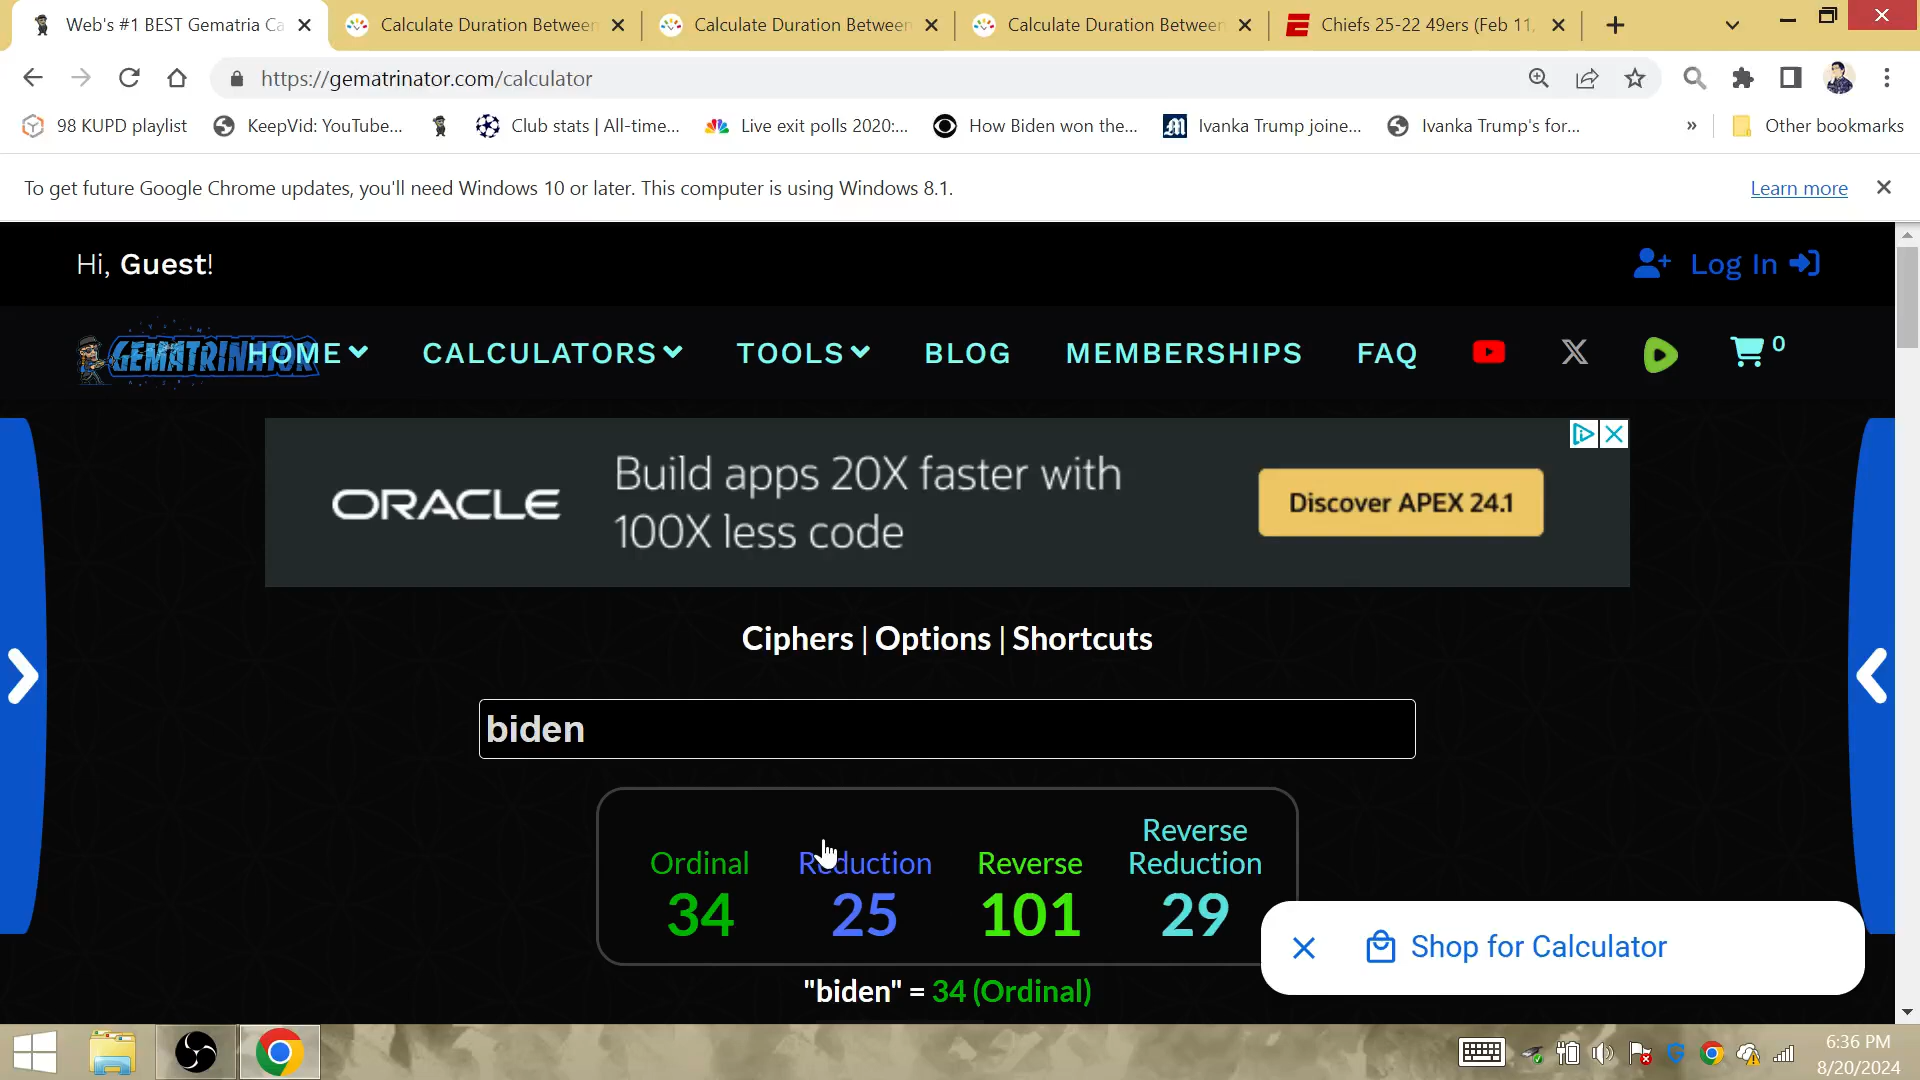 Web's #1 BEST Gematria Ca
Calculate Duration Between
Calculate Duration Between
Calculate Duration Between
Chiefs 25-22 49ers (Feb 11,
https://gematrinator.com/calculator
98 KUPD playlist
KeepVid: YouTube...
Club stats | All-time...
Live exit polls 2020:...
How Biden won the...
Ivanka Trump joine...
Ivanka Trump's for...
»
Other bookmarks
To get future Google Chrome updates, you'll need Windows 10 or later. This computer is using Windows 8.1.
Learn more
Hi, Guest!
Log In
GEMATRINATOR
HOME
CALCULATORS
TOOLS
BLOG
MEMBERSHIPS
FAQ
0
ORACLE
Build apps 20X faster with
100X less code
Discover APEX 24.1
Ciphers | Options | Shortcuts
biden
Ordinal
34
Reduction
25
Reverse
101
Reverse
Reduction
29
"biden" = 34 (Ordinal)
Shop for Calculator
6:36 PM
8/20/2024